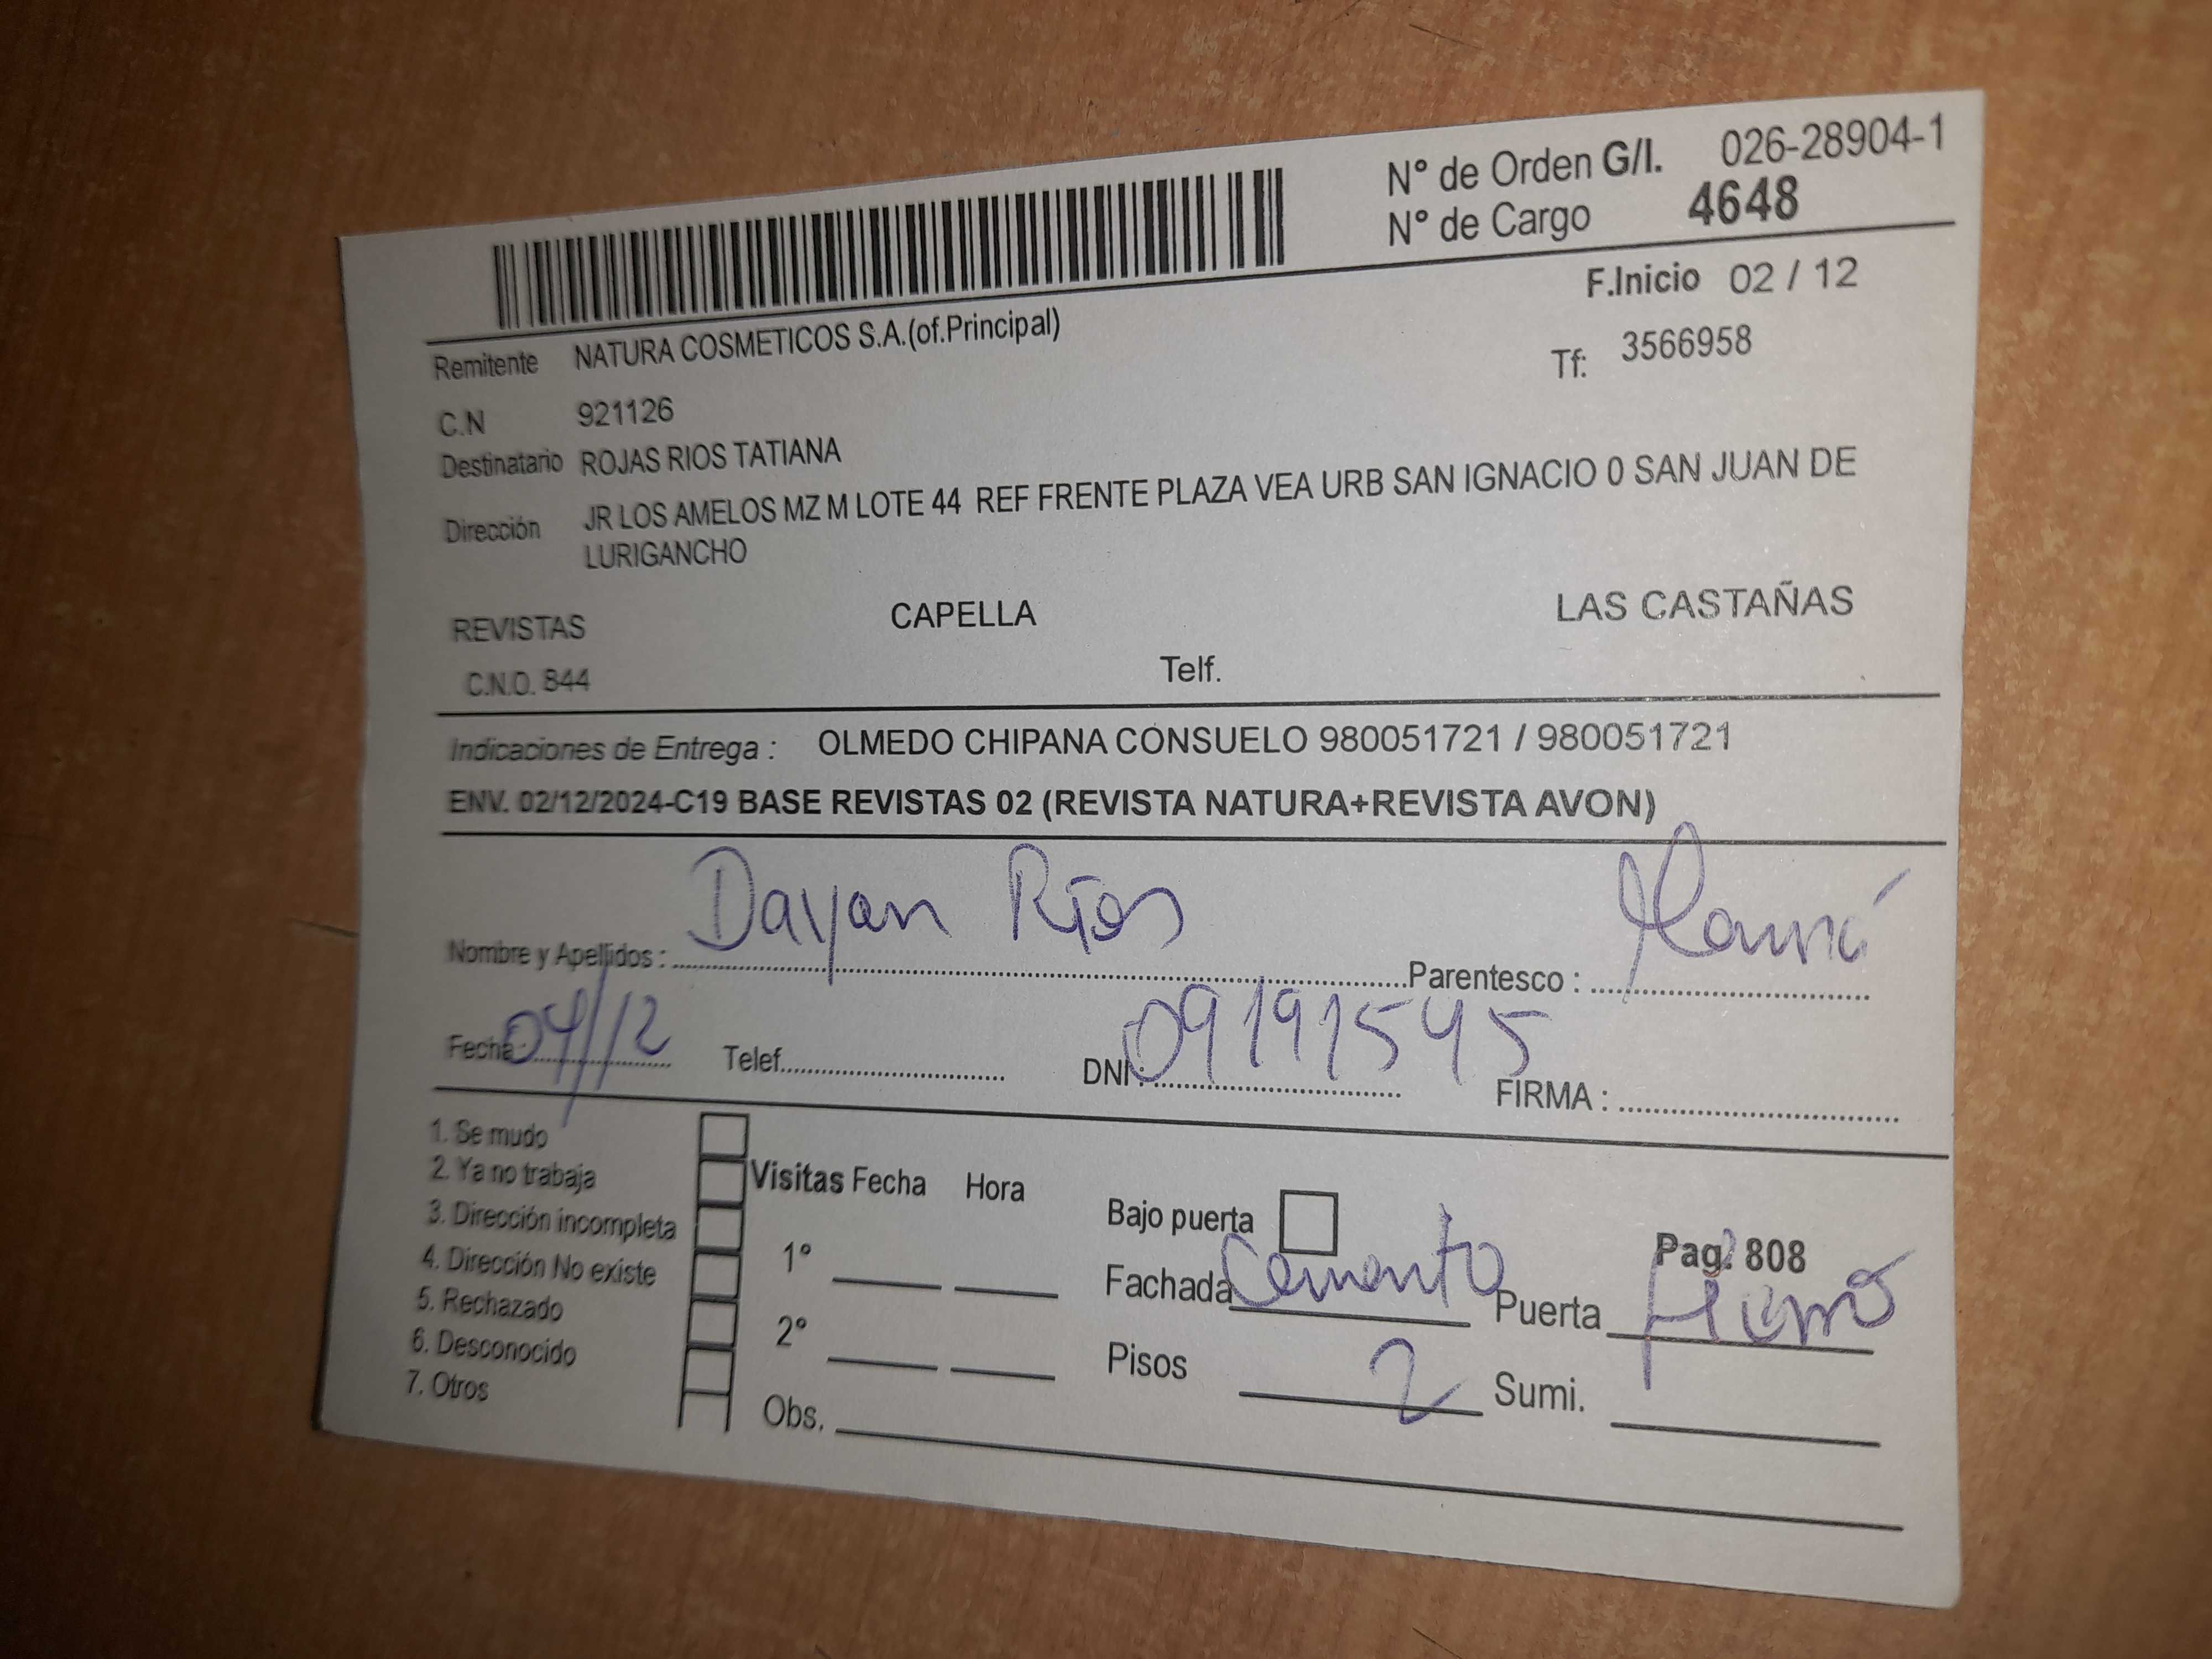 N° de Orden G/I. 026-28904-1
N° de Cargo 4648
F.Inicio 02 / 12
Remitente NATURA COSMETICOS S.A.(of.Principal)
Tf: 3566958
C.N 921126
Destinatario ROJAS RIOS TATIANA
Dirección JR LOS AMELOS MZ M LOTE 44 REF FRENTE PLAZA VEA URB SAN IGNACIO 0 SAN JUAN DE
LURIGANCHO
REVISTAS CAPELLA LAS CASTAÑAS
C.N.O. 844 Telf.
Indicaciones de Entrega : OLMEDO CHIPANA CONSUELO 980051721 / 980051721
ENV. 02/12/2024-C19 BASE REVISTAS 02 (REVISTA NATURA+REVISTA AVON)
Nombre y Apellidos : Dayan Ríos Parentesco : Mamá
Fecha 04/12 Telef. DNI : 09191545 FIRMA :
1. Se mudo
2. Ya no trabaja
3. Dirección incompleta
4. Dirección No existe
5. Rechazado
6. Desconocido
7. Otros
Visitas Fecha Hora
1°
2°
Obs.
Bajo puerta Pag. 808
Fachada Cemento Puerta Fierro
Pisos 2 Sumi.